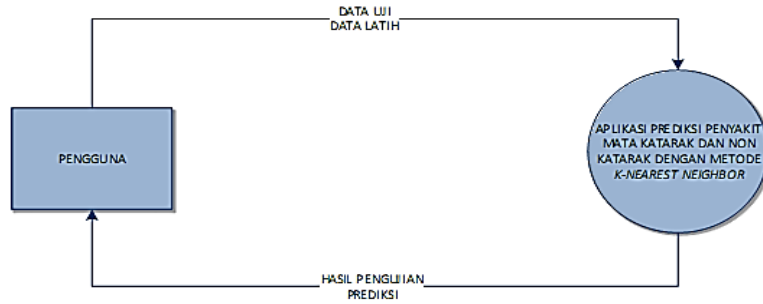 DATA UJI
DATA LATIH
PENGGUNA
APLIKASI PREDIKSI PENYAKIT
MATA KATARAK DAN NON
KATARAK DENGAN METODE
K-NEAREST NEIGHBOR
HASIL PENGUJIAN
PREDIKSI